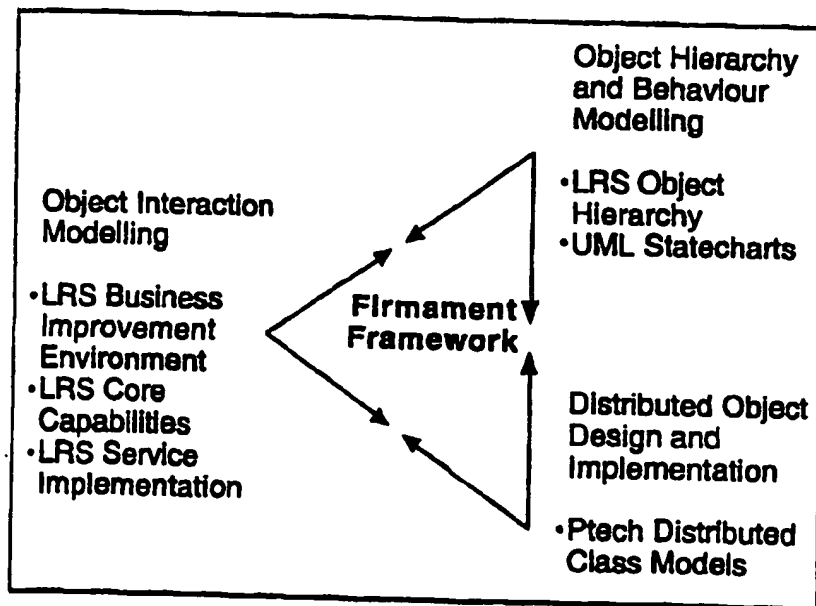 Object Hierarchy
and Behaviour
Modelling
•LRS Object
Hierarchy
•UML Statecharts
Object Interaction
Modelling
•LRS Business
Improvement
Environment
•LRS Core
Capabilities
•LRS Service
Implementation
Firmament
Framework
Distributed Object
Design and
Implementation
•Ptech Distributed
Class Models